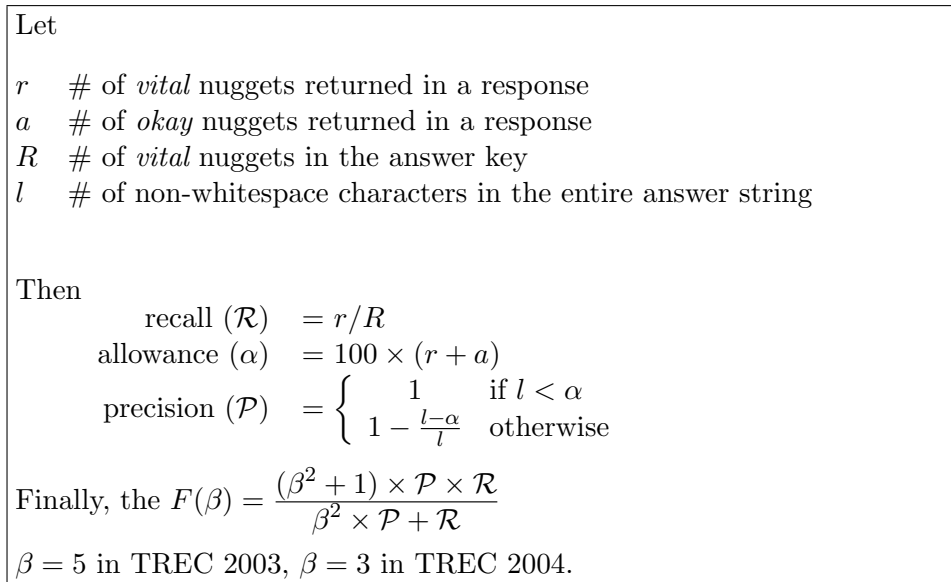 Let
r # of vital nuggets returned in a response
a # of okay nuggets returned in a response
R # of vital nuggets in the answer key
l # of non-whitespace characters in the entire answer string
Then
recall (ℛ) = r/R
allowance (α) = 100 × (r + a)
precision (𝒫) = { 1 if l < α
1 − (l−α)/l otherwise
Finally, the F(β) = ((β² + 1) × 𝒫 × ℛ)/(β² × 𝒫 + ℛ)
β = 5 in TREC 2003, β = 3 in TREC 2004.